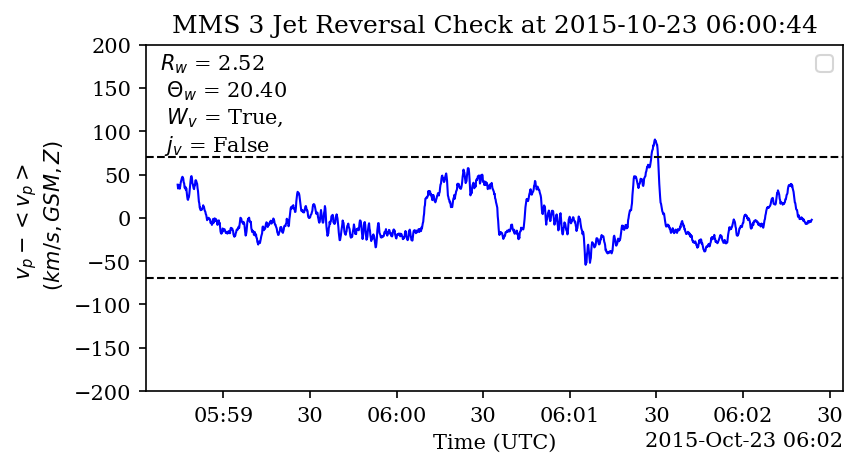 MMS 3 Jet Reversal Check at 2015-10-23 06:00:44
R_w = 2.52
Θ_w = 20.40
W_v = True,
j_v = False
v_p − < v_p >
(km/s, GSM, Z)
200
150
100
50
0
−50
−100
−150
−200
05:59 30 06:00 30 06:01 30 06:02 30
Time (UTC)
2015-Oct-23 06:02